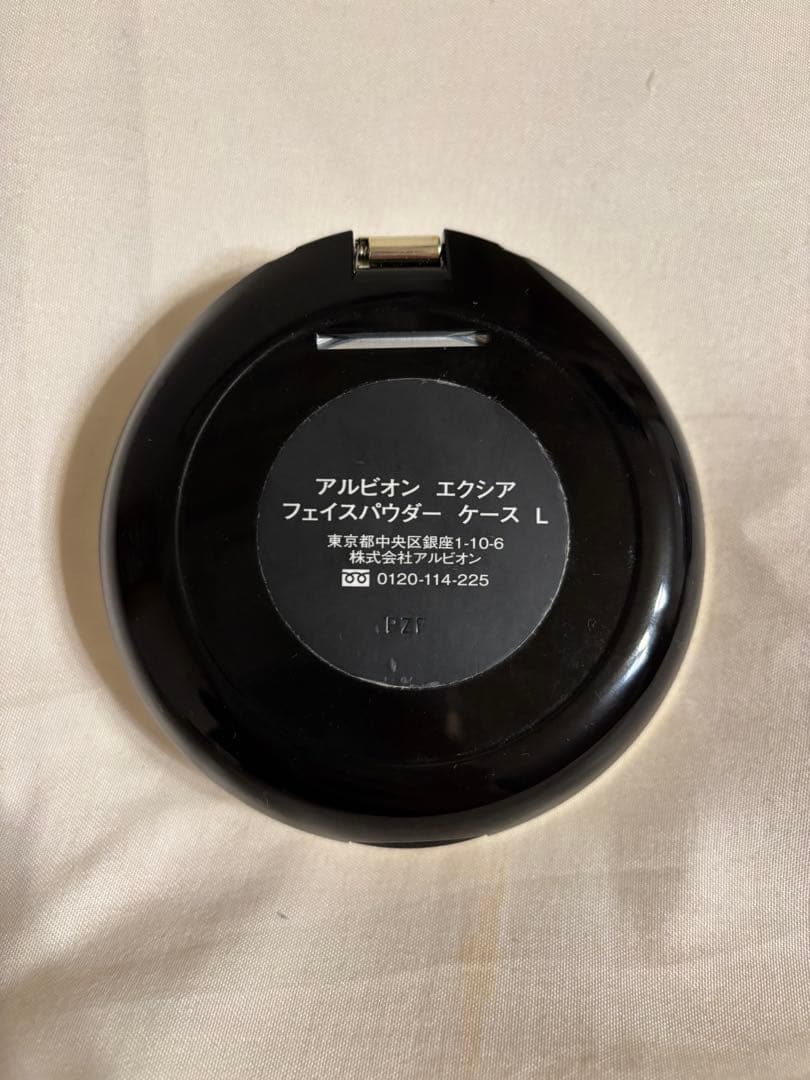 アルビオン エクシア
フェイスパウダー ケース L
東京都中央区銀座1-10-6
株式会社アルビオン
0120-114-225
PZF